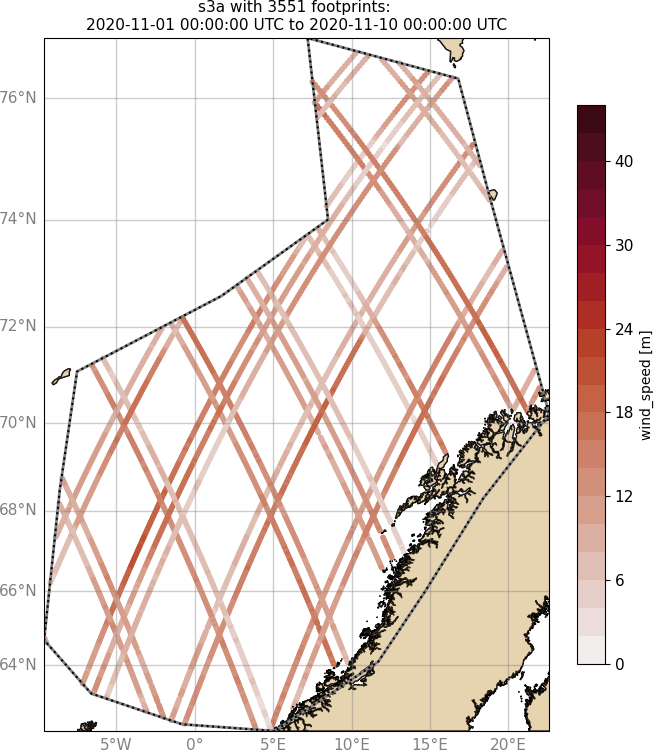 s3a with 3551 footprints:
2020-11-01 00:00:00 UTC to 2020-11-10 00:00:00 UTC
76°N
74°N
72°N
70°N
68°N
66°N
64°N
5°W
0°
5°E
10°E
15°E
20°E
40
30
24
18
12
6
0
wind_speed [m]